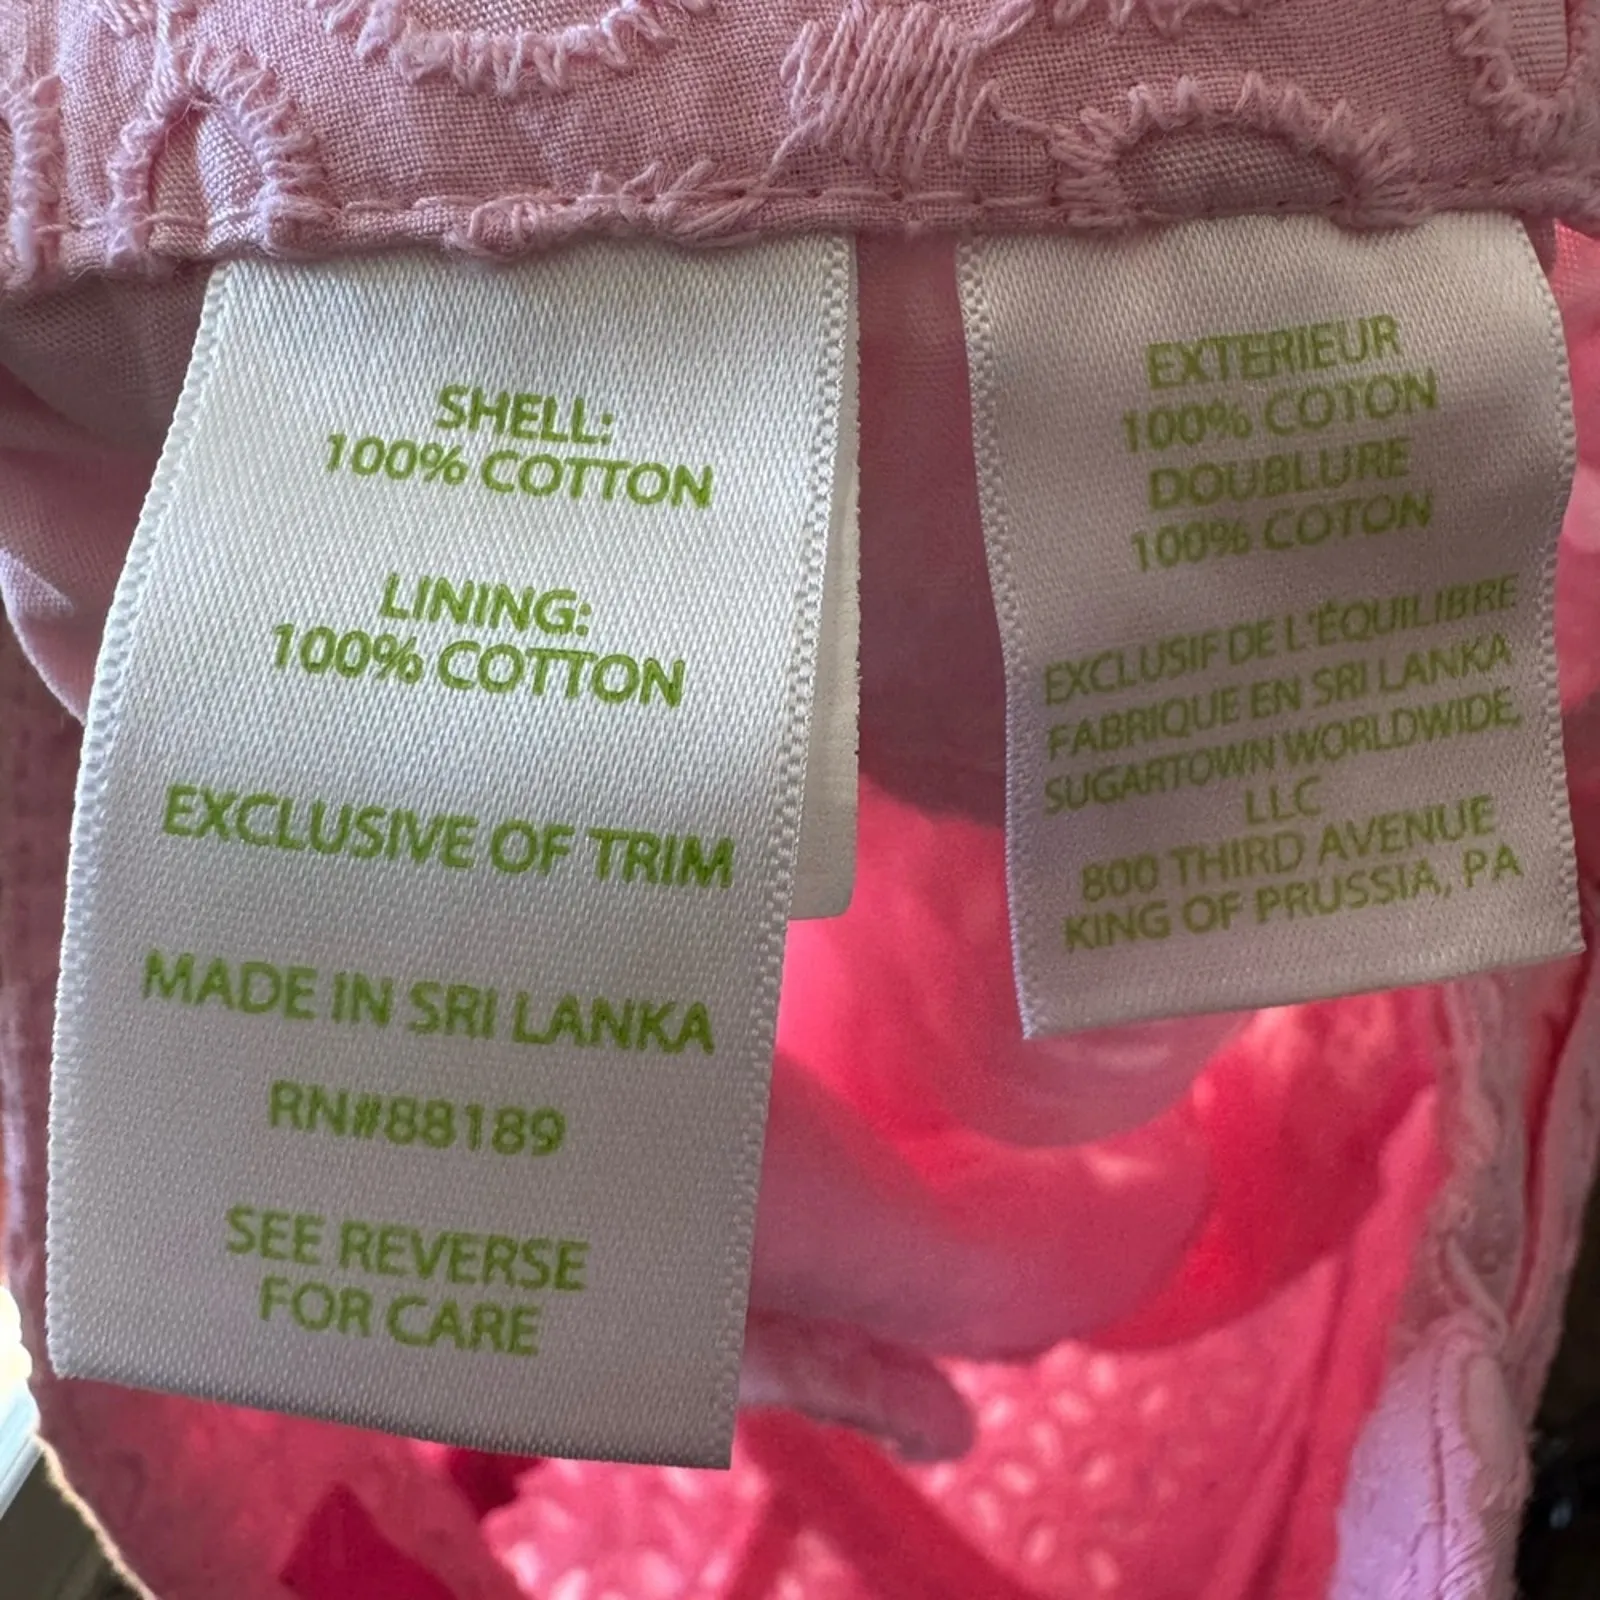 SHELL:
100% COTTON
LINING:
100% COTTON
EXCLUSIVE OF TRIM
MADE IN SRI LANKA
RN#88189
SEE REVERSE
FOR CARE
EXTERIEUR
100% COTON
DOUBLURE
100% COTON
EXCLUSIF DE L'ÉQUILIBRE
FABRIQUE EN SRI LANKA
SUGARTOWN WORLDWIDE,
LLC
800 THIRD AVENUE
KING OF PRUSSIA, PA